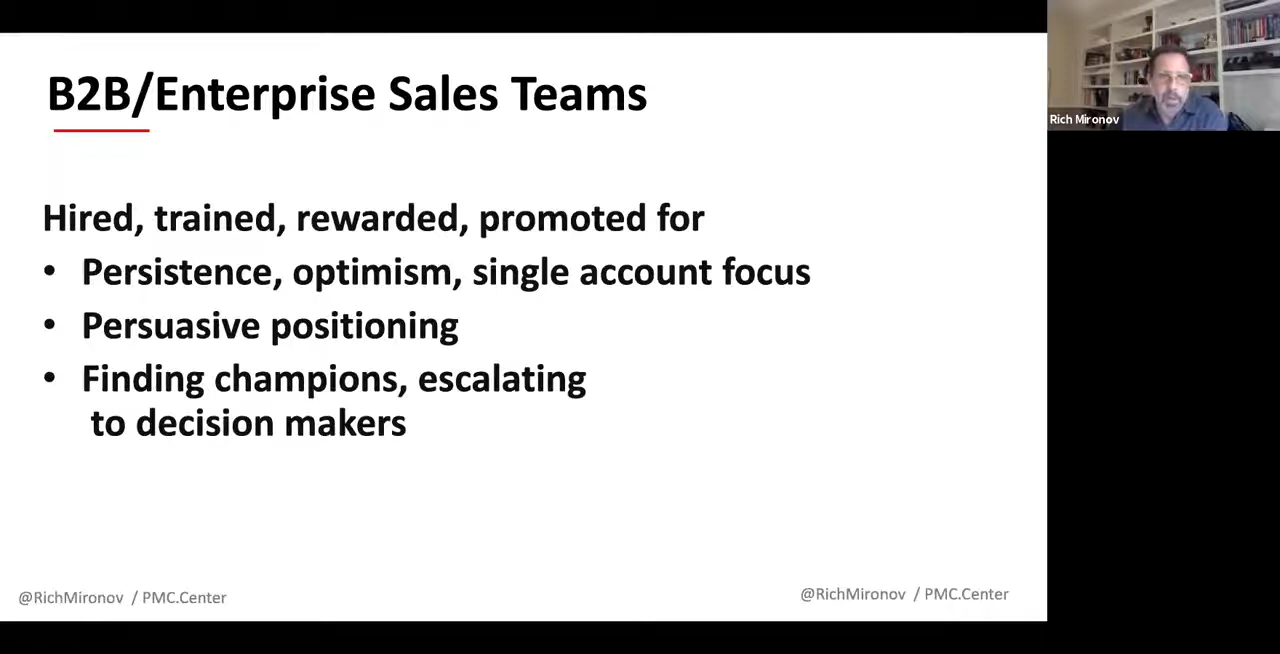 B2B/Enterprise Sales Teams
Rich Mironov
Hired, trained, rewarded, promoted for
• Persistence, optimism, single account focus
• Persuasive positioning
• Finding champions, escalating
to decision makers
@RichMironov / PMC.Center
@RichMironov / PMC.Center